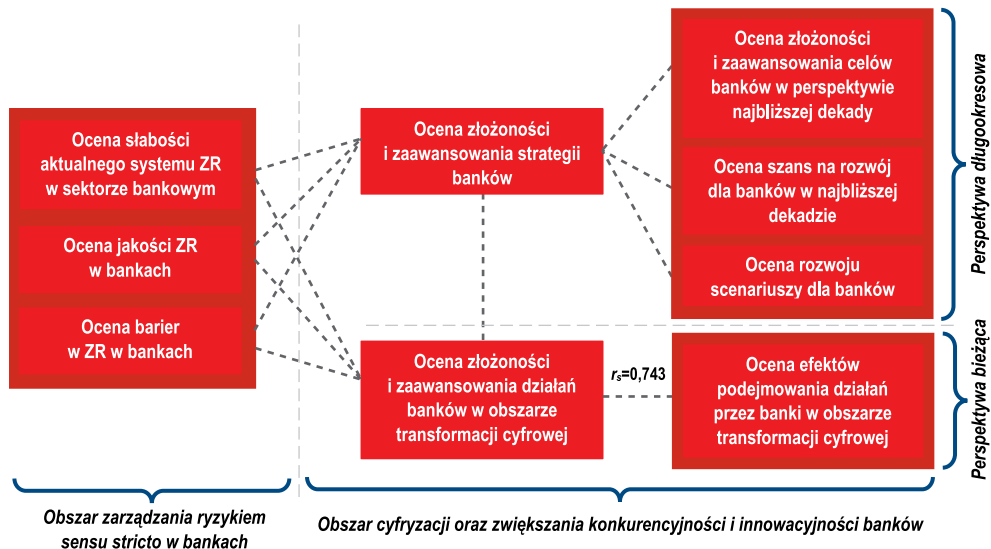 Ocena słabości
aktualnego systemu ZR
w sektorze bankowym
Ocena jakości ZR
w bankach
Ocena barier
w ZR w bankach
Ocena złożoności
i zaawansowania strategii
banków
Ocena złożoności
i zaawansowania działań
banków w obszarze
transformacji cyfrowej
rs=0,743
Ocena złożoności
i zaawansowania celów
banków w perspektywie
najbliższej dekady
Ocena szans na rozwój
dla banków w najbliższej
dekadzie
Ocena rozwoju
scenariuszy dla banków
Ocena efektów
podejmowania działań
przez banki w obszarze
transformacji cyfrowej
Perspektywa długookresowa
Perspektywa bieżąca
Obszar zarządzania ryzykiem
sensu stricto w bankach
Obszar cyfryzacji oraz zwiększania konkurencyjności i innowacyjności banków